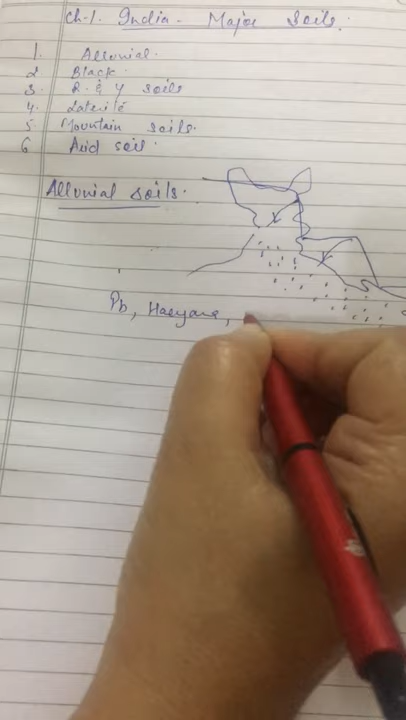 Ch-1. India - Major Soils.
1. Alluvial.
2 Black.
3. R. & Y soils
4. Laterite
5 Mountain soils.
6 Arid soil.
Alluvial soils.
Pb, Haryana,